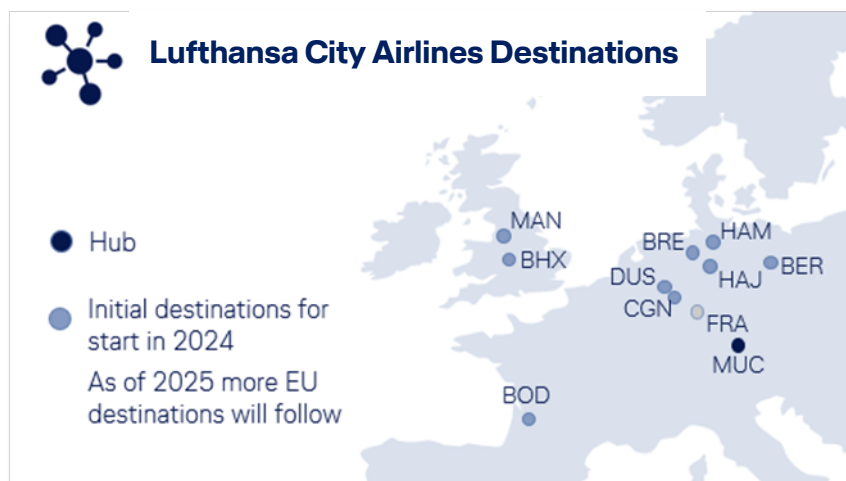 Lufthansa City Airlines Destinations
Hub
Initial destinations for
start in 2024
As of 2025 more EU
destinations will follow
MAN
BHX
BRE
HAM
BER
HAJ
DUS
CGN
FRA
MUC
BOD